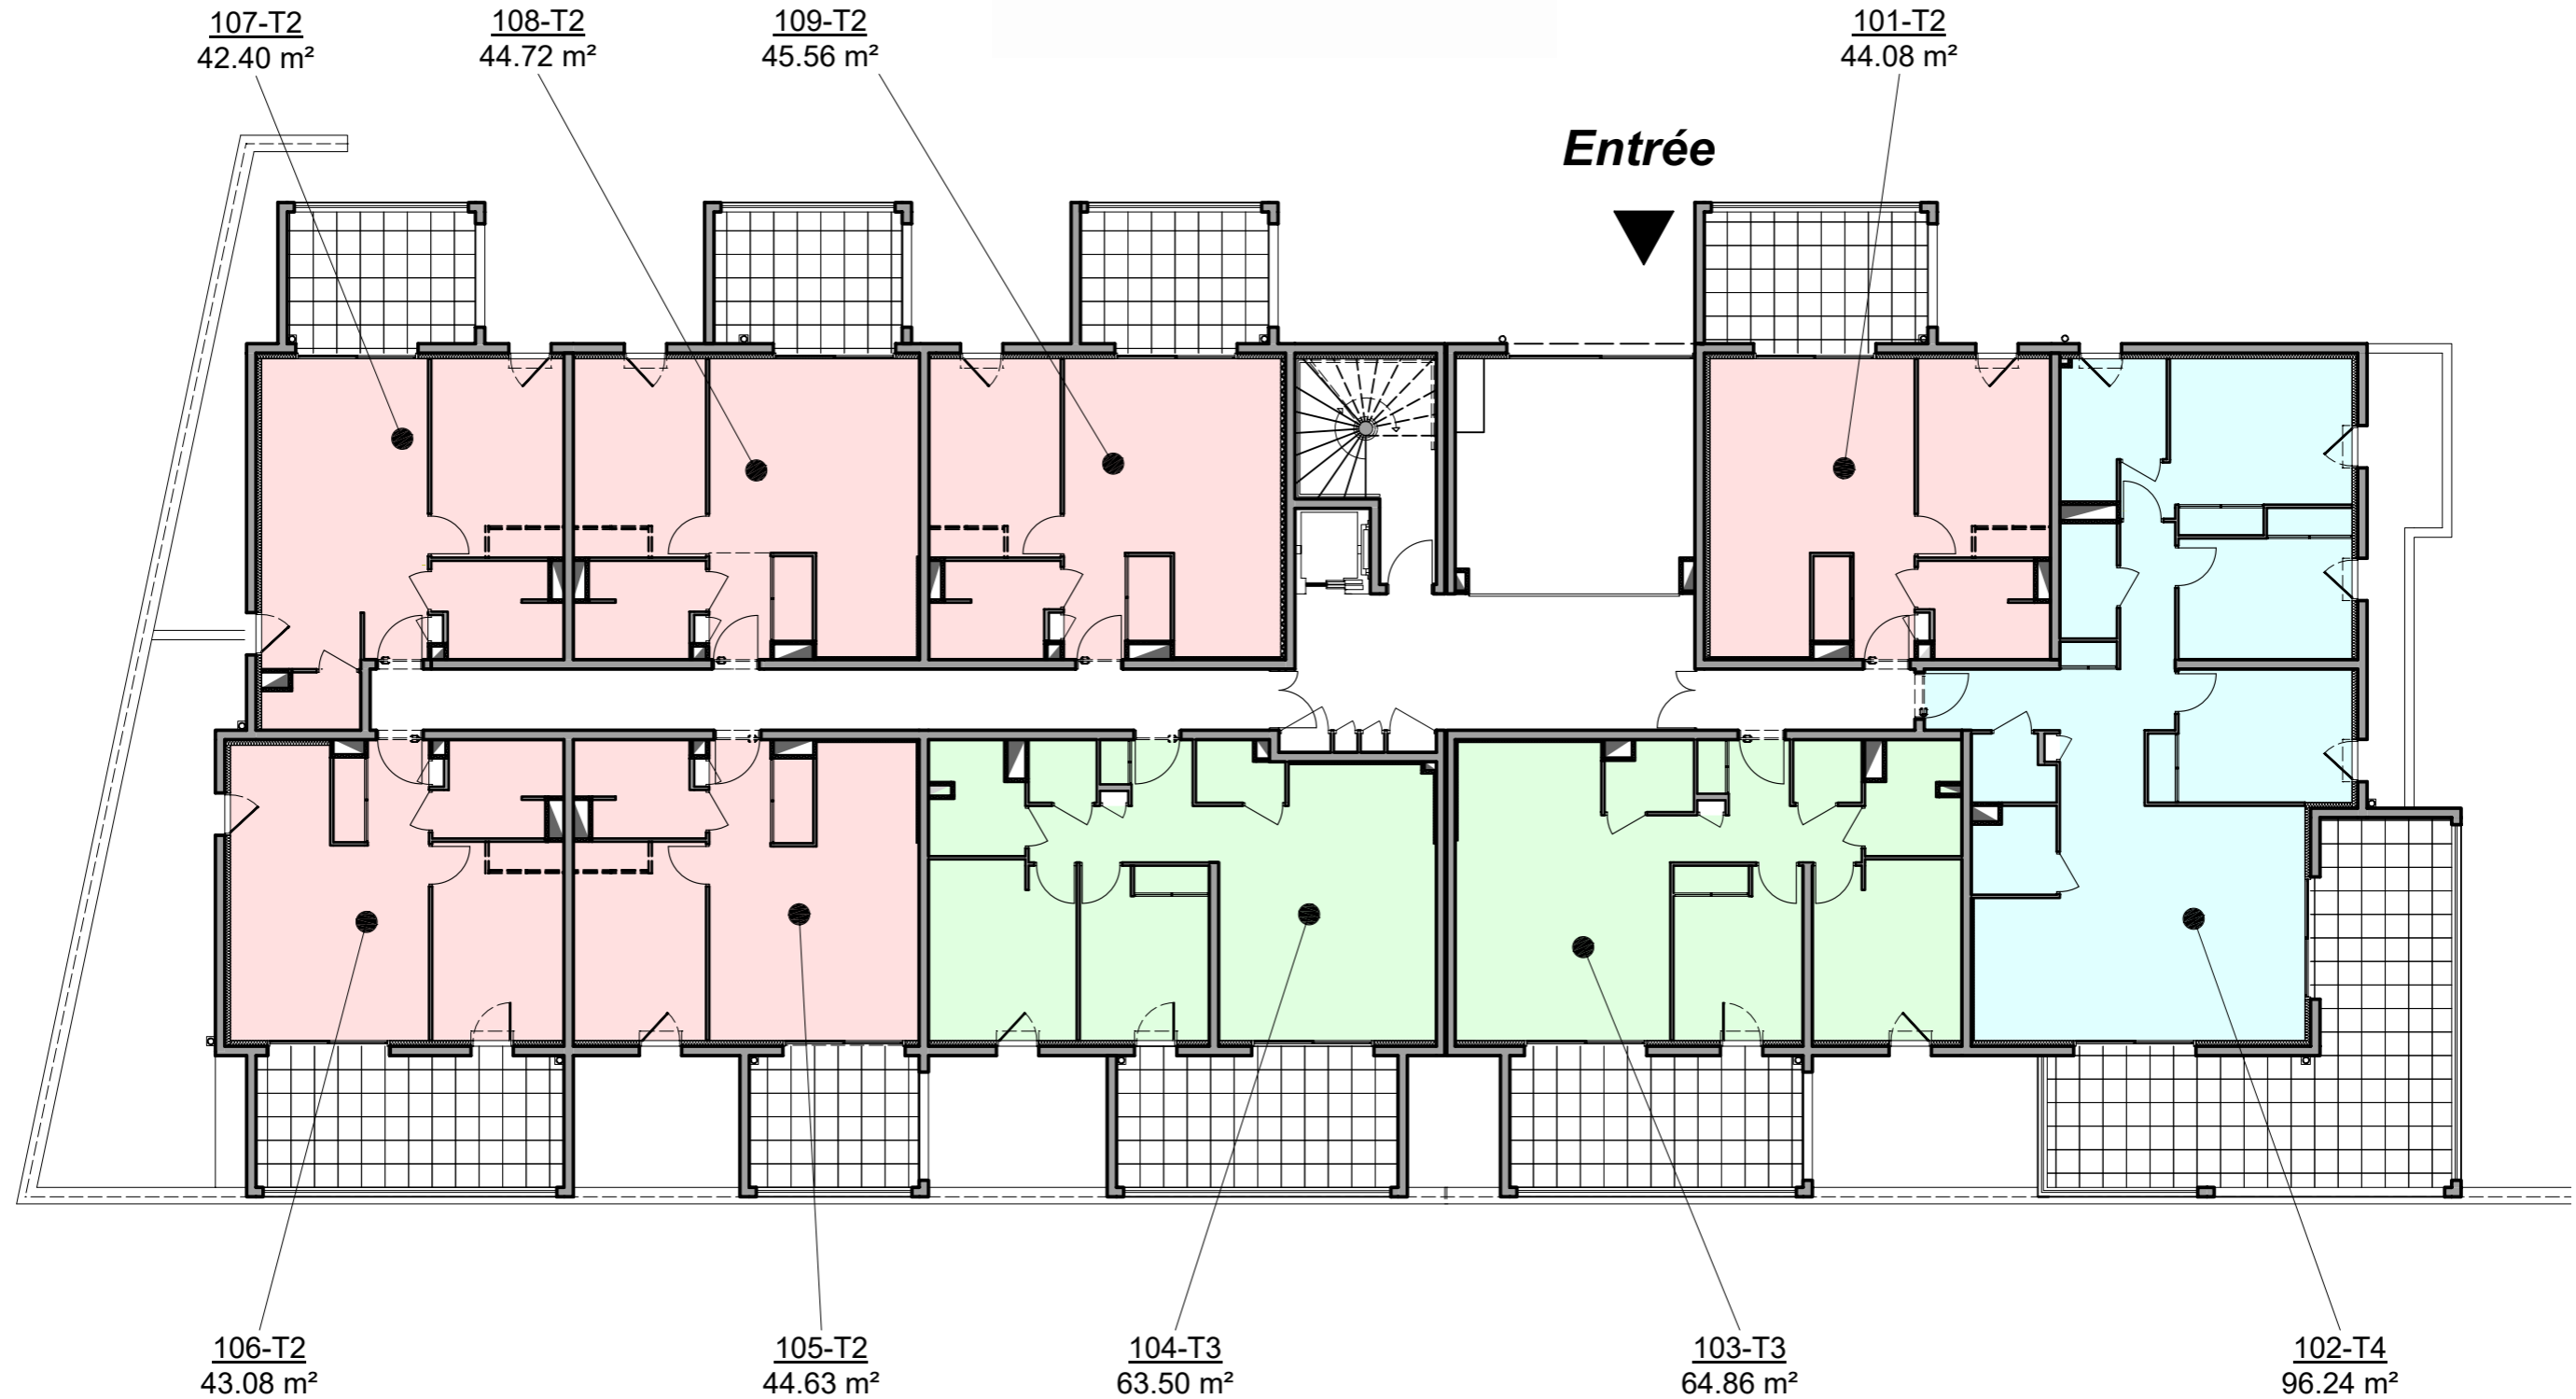 107-T2
42.40 m²
108-T2
44.72 m²
109-T2
45.56 m²
101-T2
44.08 m²
Entrée
106-T2
43.08 m²
105-T2
44.63 m²
104-T3
63.50 m²
103-T3
64.86 m²
102-T4
96.24 m²